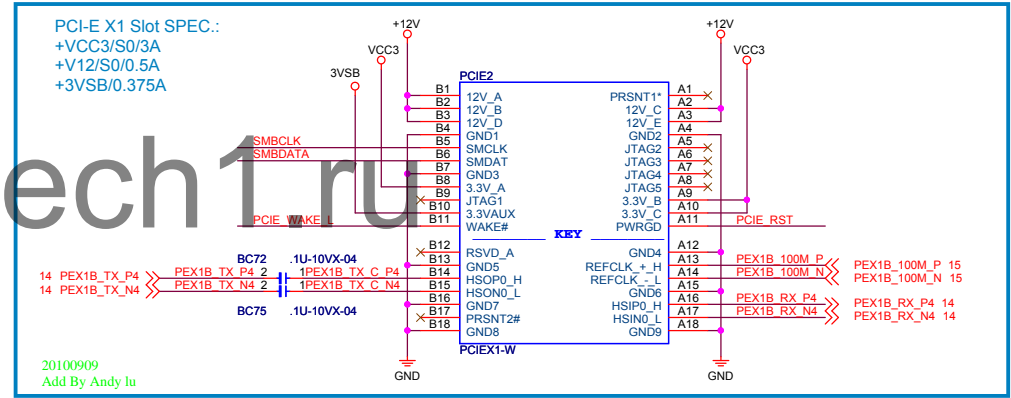 PCI-E X1 Slot SPEC.:
+VCC3/S0/3A
+V12/S0/0.5A
+3VSB/0.375A
+12V
VCC3
3VSB
+12V
VCC3
PCIE2
B1 12V_A PRSNT1* A1
B2 12V_B 12V_C A2
B3 12V_D 12V_E A3
B4 GND1 GND2 A4
SMBCLK B5 SMCLK JTAG2 A5
SMBDATA B6 SMDAT JTAG3 A6
B7 GND3 JTAG4 A7
B8 3.3V_A JTAG5 A8
B9 JTAG1 3.3V_B A9
B10 3.3VAUX 3.3V_C A10
PCIE_WAKE_L B11 WAKE# PWRGD A11 PCIE_RST
KEY
B12 RSVD_A GND4 A12
BC72 .1U-10VX-04 B13 GND5 REFCLK_+_H A13 PEX1B_100M_P PEX1B_100M_P 15
14 PEX1B_TX_P4 PEX1B_TX_P4 2 1 PEX1B_TX_C_P4 B14 HSOP0_H REFCLK_-_L A14 PEX1B_100M_N PEX1B_100M_N 15
14 PEX1B_TX_N4 PEX1B_TX_N4 2 1 PEX1B_TX_C_N4 B15 HSON0_L GND6 A15
B16 GND7 HSIP0_H A16 PEX1B_RX_P4 PEX1B_RX_P4 14
BC75 .1U-10VX-04 B17 PRSNT2# HSIN0_L A17 PEX1B_RX_N4 PEX1B_RX_N4 14
B18 GND8 GND9 A18
PCIEX1-W
GND
GND
20100909
Add By Andy lu
ech1.ru